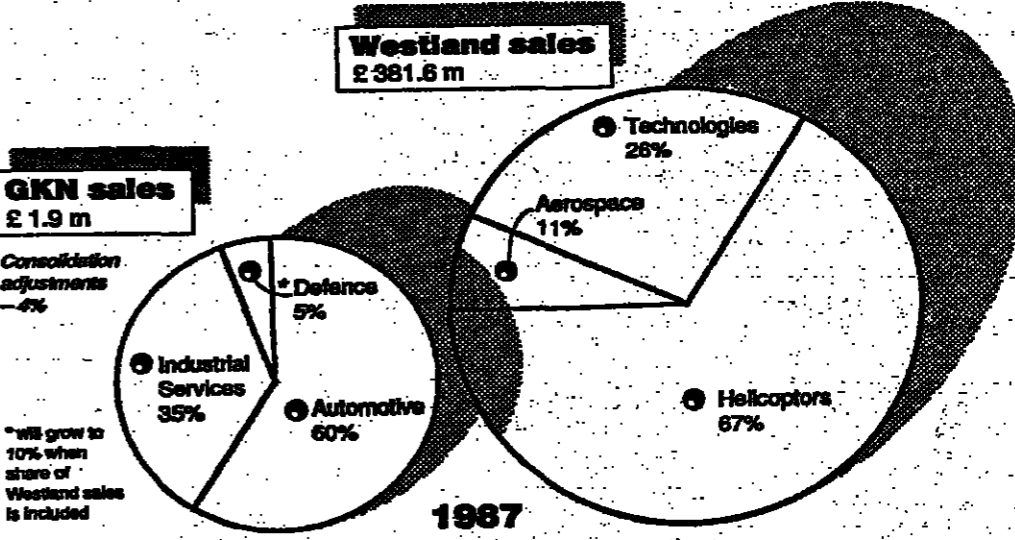 Westland sales
£381.6 m
Technologies
26%
Aerospace
11%
Helicoptors
67%
GKN sales
£1.9 m
Consolidation
adjustments
—4%
*Defence
5%
Industrial
Services
35%
Automotive
60%
*will grow to
10% when
share of
Westland sales
is included
1987